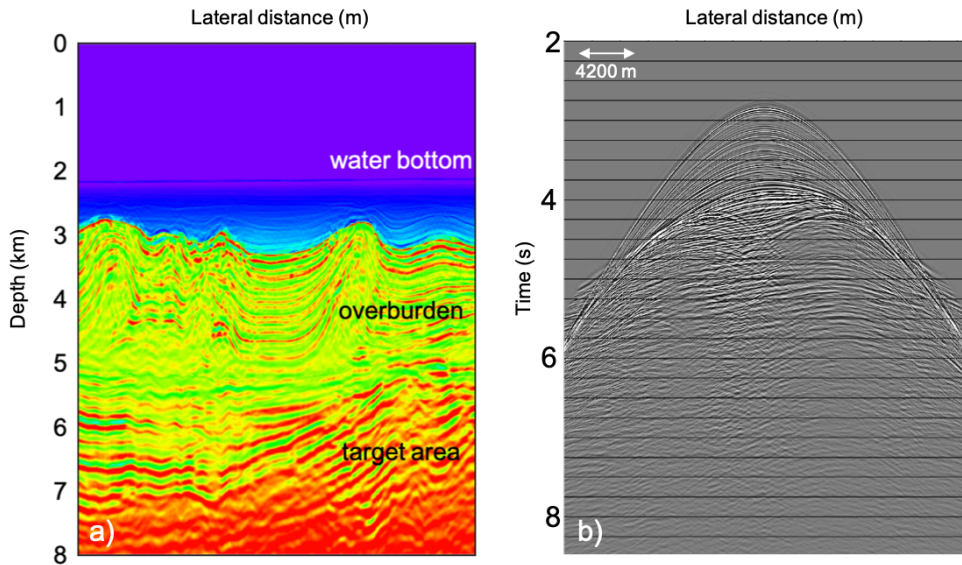 Lateral distance (m)
0
1
2
3
4
5
6
7
8
Depth (km)
water bottom
overburden
target area
a)
Lateral distance (m)
2
4
6
8
Time (s)
4200 m
b)